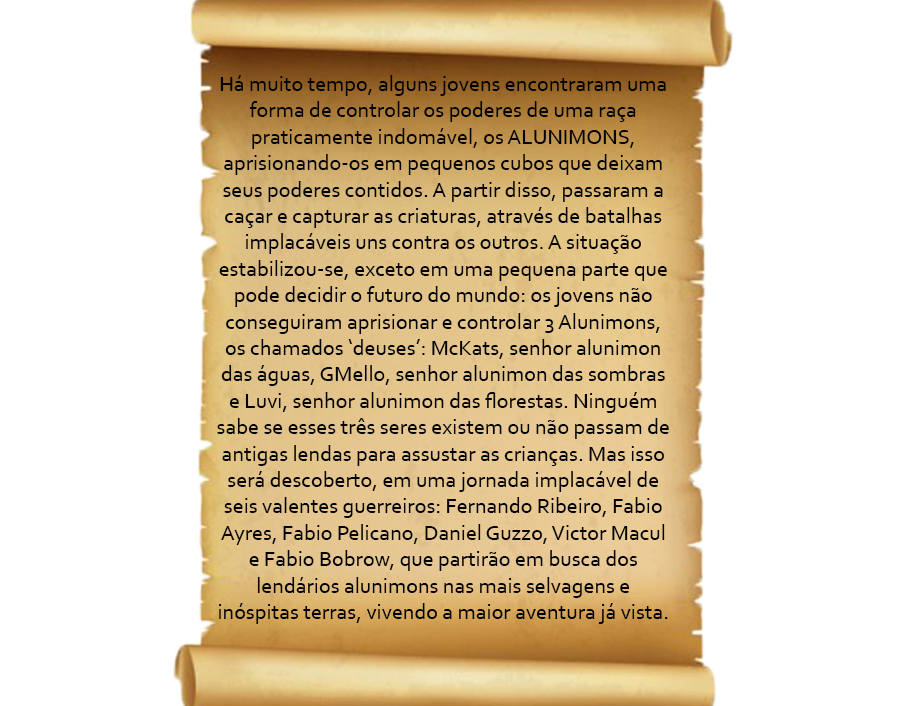 Há muito tempo, alguns jovens encontraram uma
forma de controlar os poderes de uma raça
praticamente indomável, os ALUNIMONS,
aprisionando-os em pequenos cubos que deixam
seus poderes contidos. A partir disso, passaram a
caçar e capturar as criaturas, através de batalhas
implacáveis uns contra os outros. A situação
estabilizou-se, exceto em uma pequena parte que
pode decidir o futuro do mundo: os jovens não
conseguiram aprisionar e controlar 3 Alunimons,
os chamados ‘deuses’: McKats, senhor alunimon
das águas, GMello, senhor alunimon das sombras
e Luvi, senhor alunimon das florestas. Ninguém
sabe se esses três seres existem ou não passam de
antigas lendas para assustar as crianças. Mas isso
será descoberto, em uma jornada implacável de
seis valentes guerreiros: Fernando Ribeiro, Fabio
Ayres, Fabio Pelicano, Daniel Guzzo, Victor Macul
e Fabio Bobrow, que partirão em busca dos
lendários alunimons nas mais selvagens e
inóspitas terras, vivendo a maior aventura já vista.